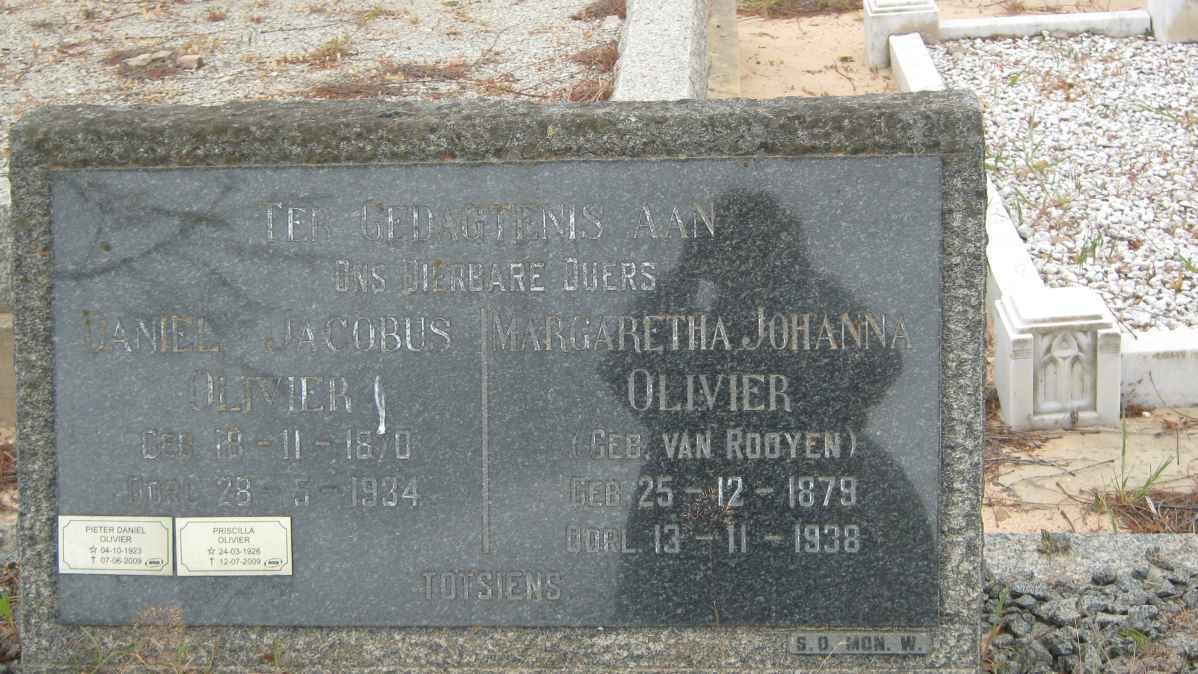 TER GEDAGTENIS AAN
ONS DIERBARE OUERS
DANIEL JACOBUS
OLIVIER
GEB. 18-11-1870
OORL. 28-5-1934
MARGARETHA JOHANNA
OLIVIER
(GEB. VAN ROOYEN)
GEB. 25-12-1879
OORL. 13-11-1938
PIETER DANIEL
OLIVIER
☆ 04-10-1923
† 07-06-2009
PRISCILLA
OLIVIER
☆ 24-03-1926
† 12-07-2009
TOTSIENS
S.O. MON. W.